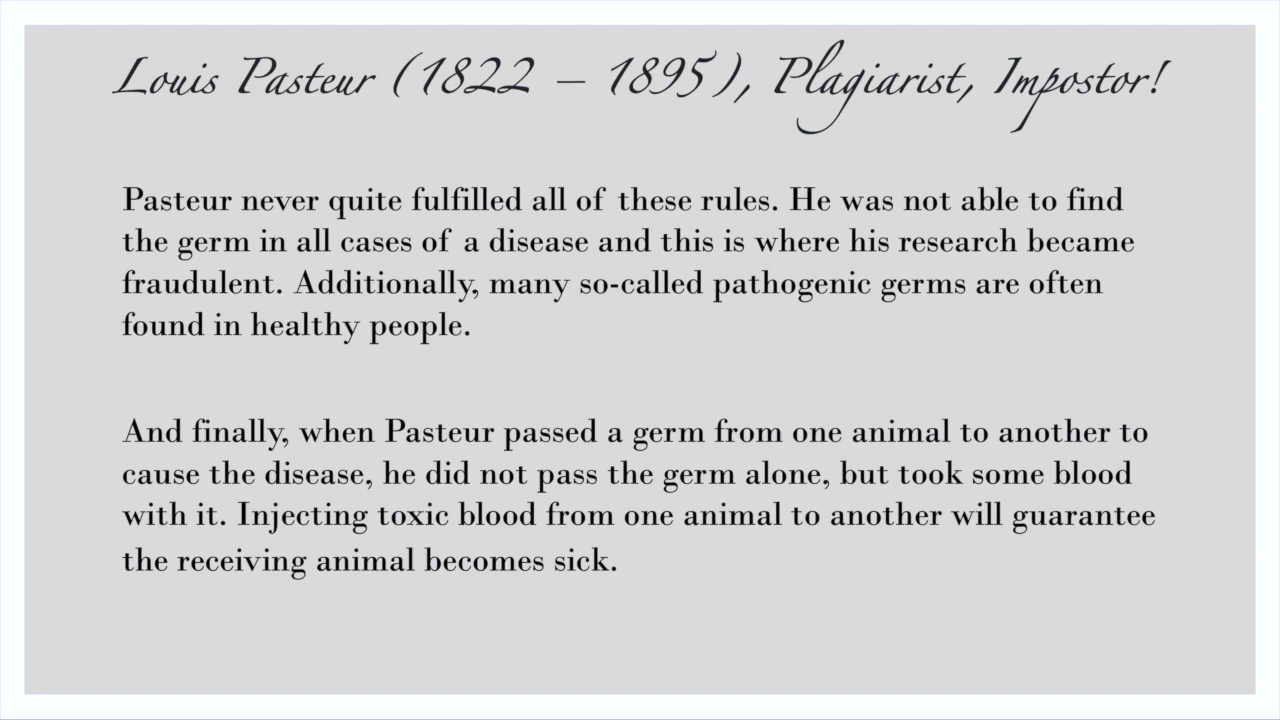 Louis Pasteur (1822 – 1895), Plagiarist, Impostor!
Pasteur never quite fulfilled all of these rules. He was not able to find
the germ in all cases of a disease and this is where his research became
fraudulent. Additionally, many so-called pathogenic germs are often
found in healthy people.
And finally, when Pasteur passed a germ from one animal to another to
cause the disease, he did not pass the germ alone, but took some blood
with it. Injecting toxic blood from one animal to another will guarantee
the receiving animal becomes sick.